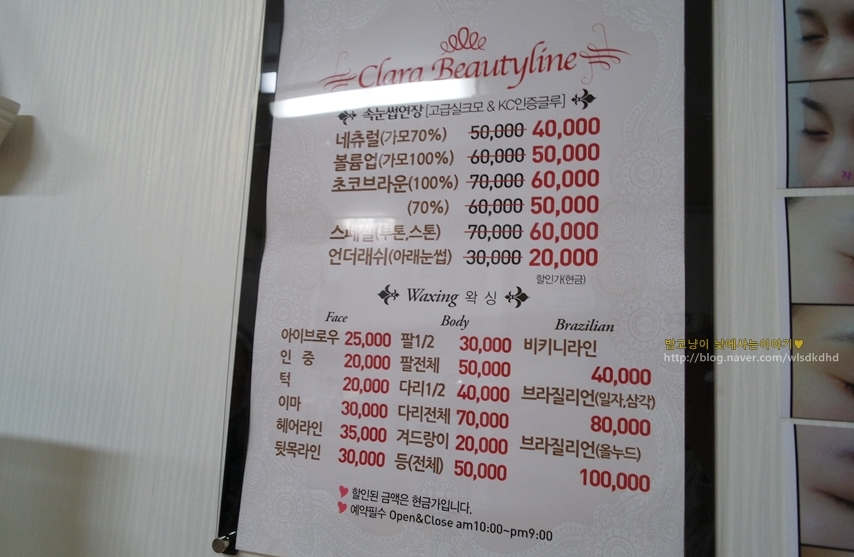 Clara Beautyline
속눈썹연장 [고급실크모 & KC인증글루]
네츄럴(가모70%) 50,000 40,000
볼륨업(가모100%) 60,000 50,000
초코브라운(100%) 70,000 60,000
(70%) 60,000 50,000
스페셜(투톤,스톤) 70,000 60,000
언더래쉬(아래눈썹) 30,000 20,000
할인가(현금)
Waxing 왁싱
Face Body Brazilian
아이브로우 25,000 팔1/2 30,000 비키니라인
인 중 20,000 팔전체 50,000 40,000
턱 20,000 다리1/2 40,000 브라질리언(일자,삼각)
이마 30,000 다리전체 70,000 80,000
헤어라인 35,000 겨드랑이 20,000 브라질리언(올누드)
뒷목라인 30,000 등(전체) 50,000 100,000
할인된 금액은 현금가입니다.
예약필수 Open&Close am10:00~pm9:00
http://blog.naver.com/wlsdkdhd